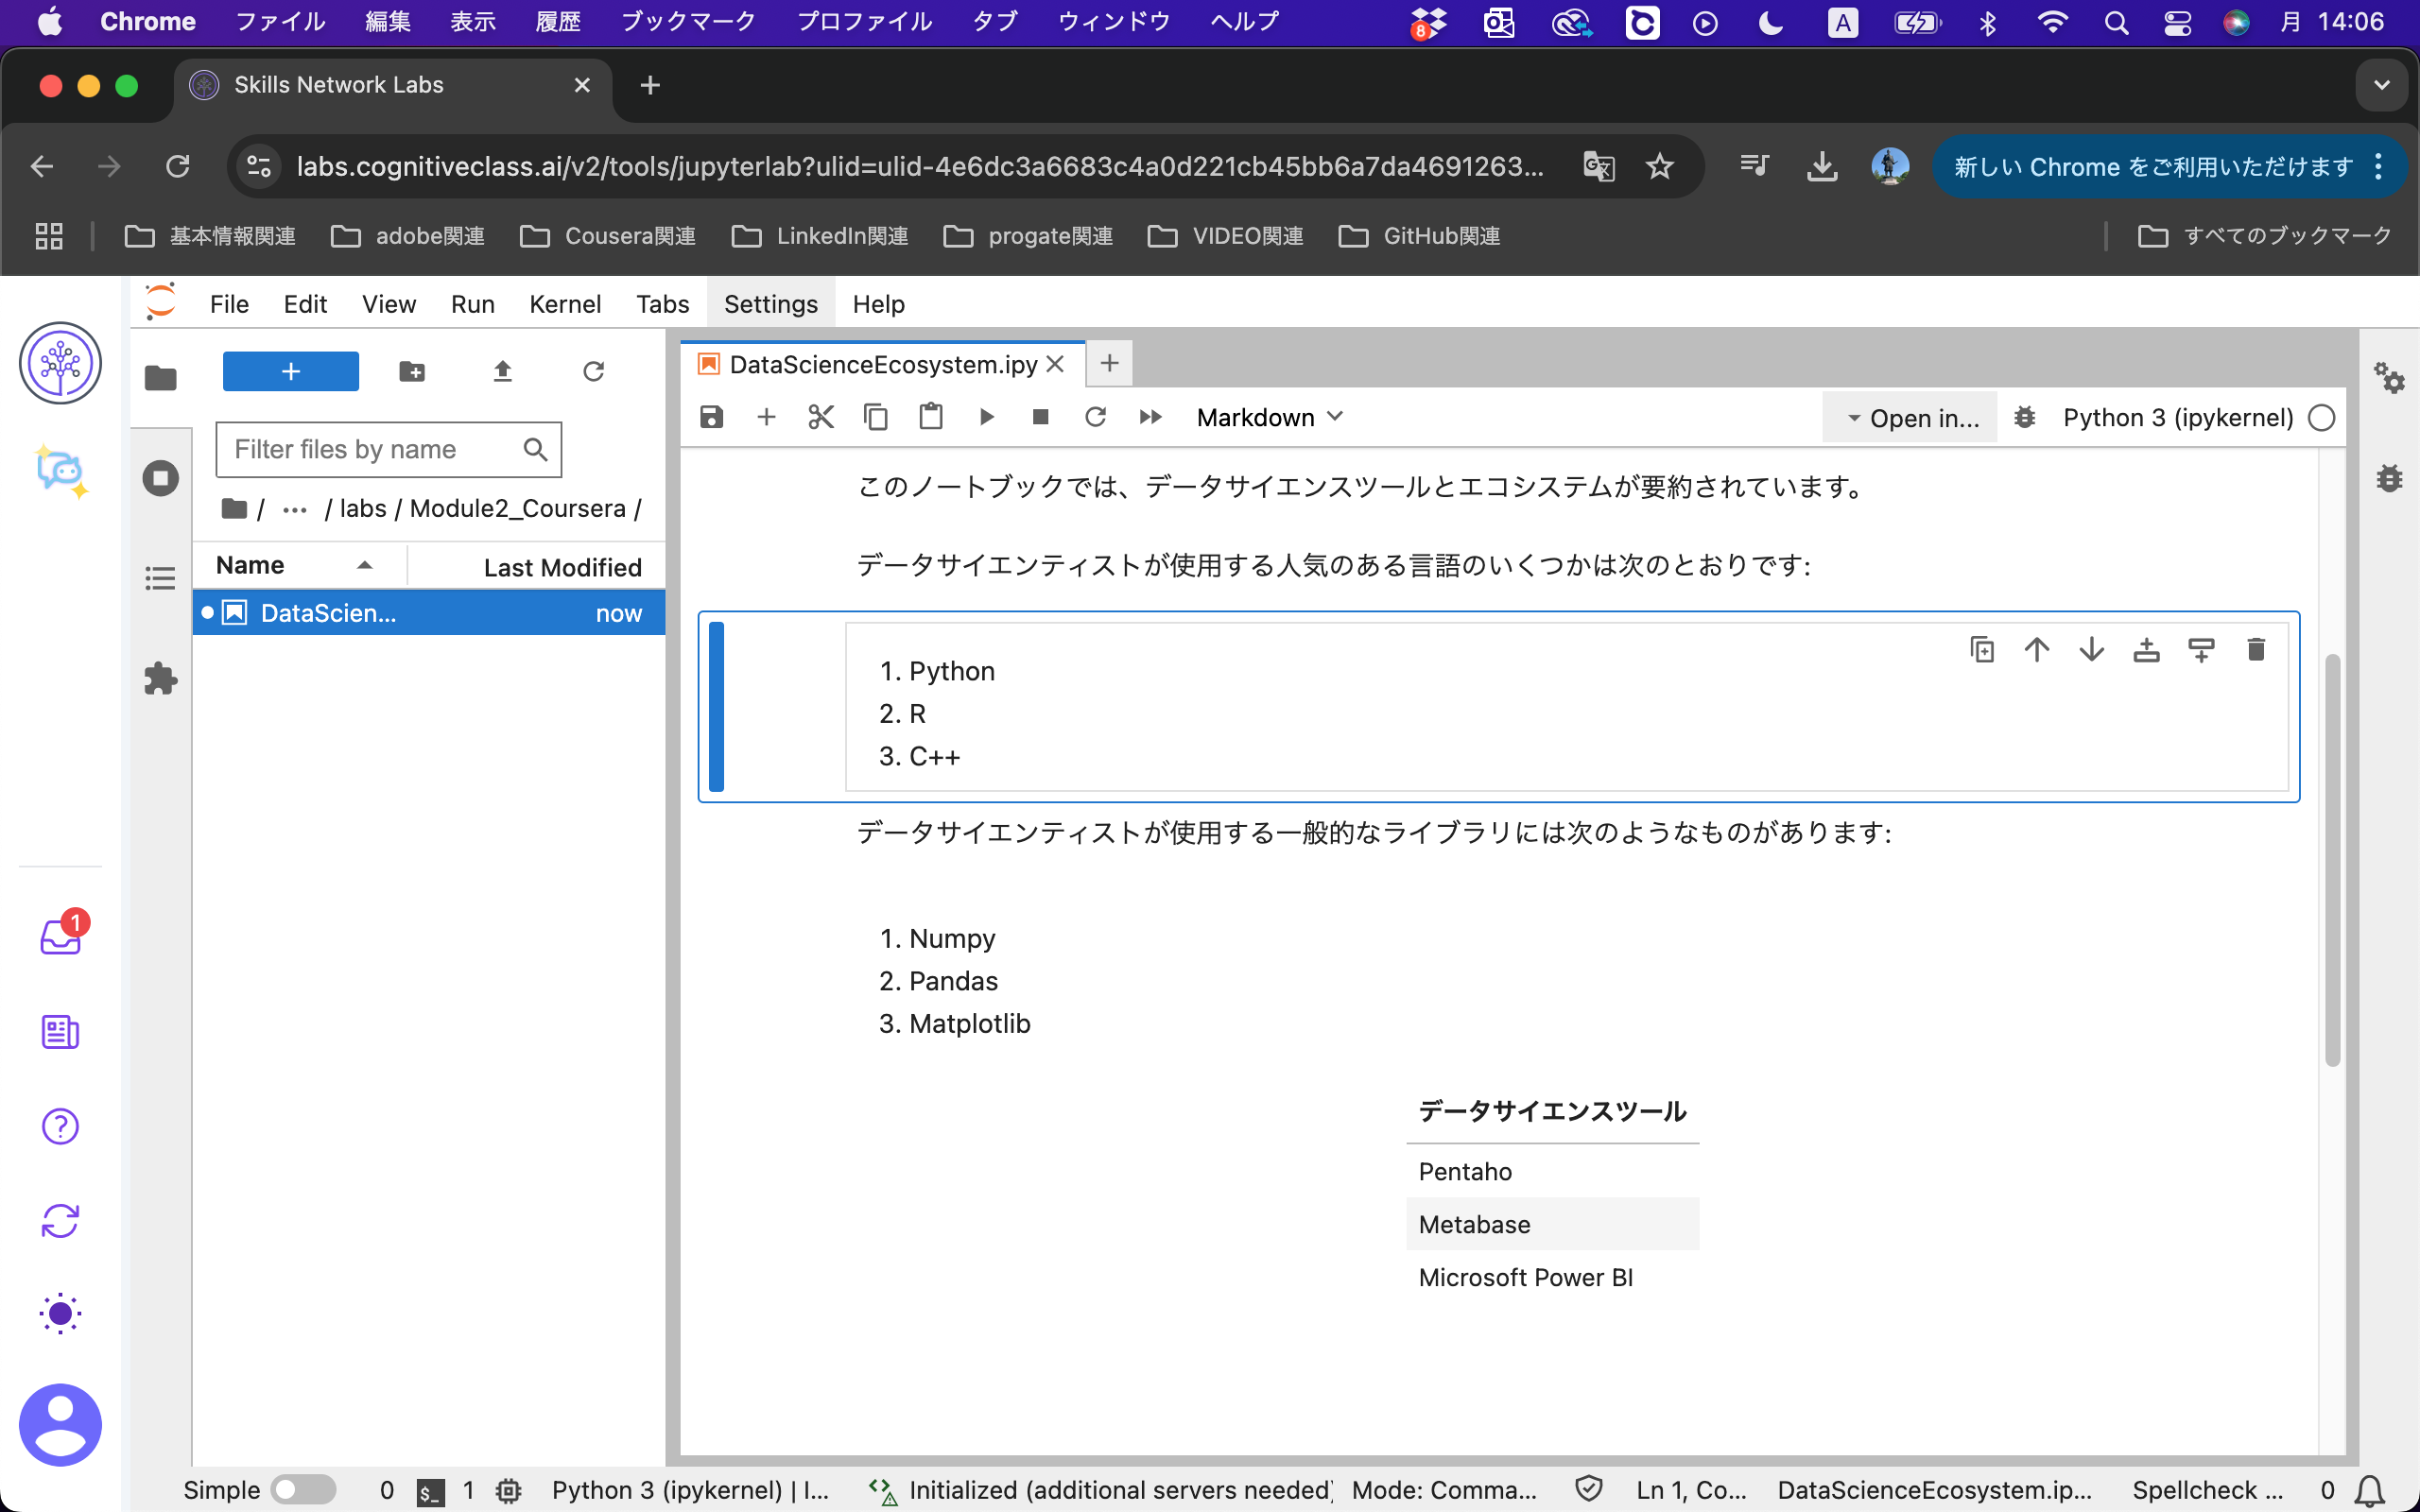 Chrome ファイル 編集 表示 履歴 ブックマーク プロファイル タブ ウィンドウ ヘルプ 8 A 月 14:06
Skills Network Labs
labs.cognitiveclass.ai/v2/tools/jupyterlab?ulid=ulid-4e6dc3a6683c4a0d221cb45bb6a7da4691263... 新しい Chrome をご利用いただけます
基本情報関連 adobe関連 Cousera関連 LinkedIn関連 progate関連 VIDEO関連 GitHub関連 すべてのブックマーク
File Edit View Run Kernel Tabs Settings Help
DataScienceEcosystem.ipy
Markdown Open in... Python 3 (ipykernel)
Filter files by name
/ ... / labs / Module2_Coursera /
Name Last Modified
DataScien... now
このノートブックでは、データサイエンスツールとエコシステムが要約されています。
データサイエンティストが使用する人気のある言語のいくつかは次のとおりです:
1. Python
2. R
3. C++
データサイエンティストが使用する一般的なライブラリには次のようなものがあります:
1. Numpy
2. Pandas
3. Matplotlib
データサイエンスツール
Pentaho
Metabase
Microsoft Power BI
1
Simple 0 $_ 1 Python 3 (ipykernel) | I... Initialized (additional servers needed) Mode: Comma... Ln 1, Co... DataScienceEcosystem.ip... Spellcheck ... 0